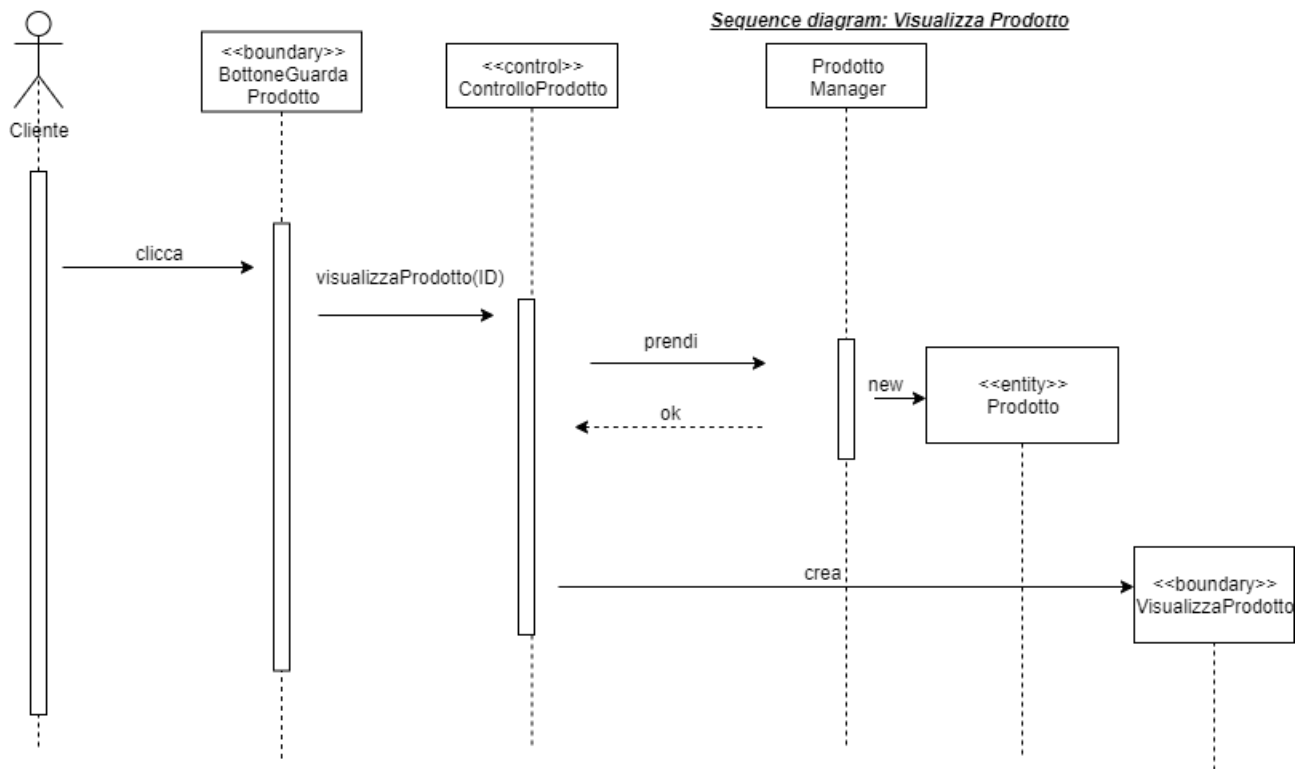 Sequence diagram: Visualizza Prodotto
<<boundary>>
BottoneGuarda
Prodotto
<<control>>
ControlloProdotto
Prodotto
Manager
Cliente
clicca
visualizzaProdotto(ID)
prendi
new
<<entity>>
Prodotto
ok
crea
<<boundary>>
VisualizzaProdotto